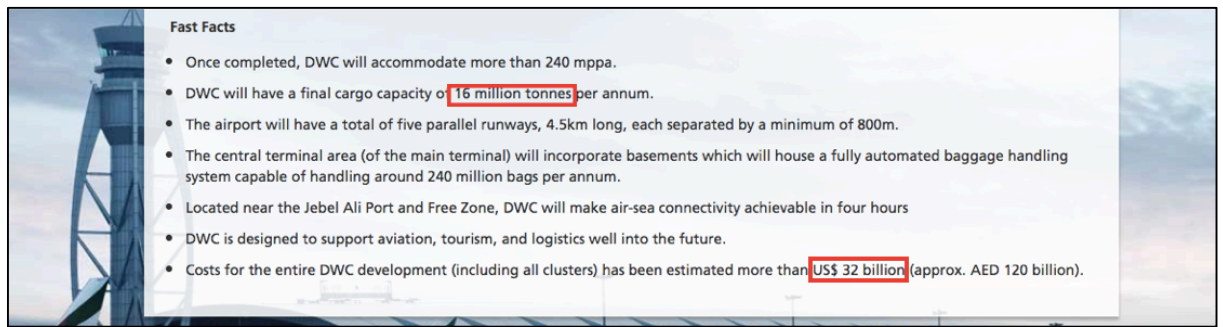 Fast Facts
• Once completed, DWC will accommodate more than 240 mppa.
• DWC will have a final cargo capacity of 16 million tonnes per annum.
• The airport will have a total of five parallel runways, 4.5km long, each separated by a minimum of 800m.
• The central terminal area (of the main terminal) will incorporate basements which will house a fully automated baggage handling
system capable of handling around 240 million bags per annum.
• Located near the Jebel Ali Port and Free Zone, DWC will make air-sea connectivity achievable in four hours
• DWC is designed to support aviation, tourism, and logistics well into the future.
• Costs for the entire DWC development (including all clusters) has been estimated more than US$ 32 billion (approx. AED 120 billion).